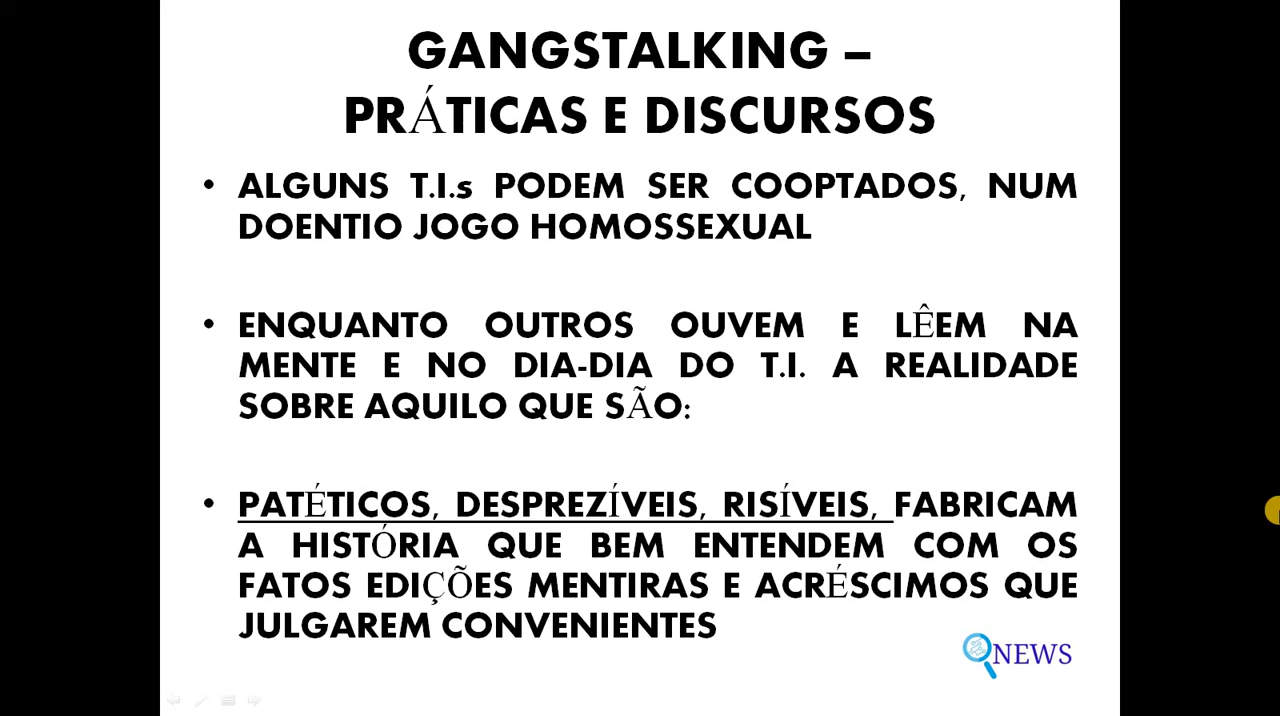 GANGSTALKING –
PRÁTICAS E DISCURSOS
• ALGUNS T.I.s PODEM SER COOPTADOS, NUM
DOENTIO JOGO HOMOSSEXUAL
• ENQUANTO OUTROS OUVEM E LÊEM NA
MENTE E NO DIA-DIA DO T.I. A REALIDADE
SOBRE AQUILO QUE SÃO:
• PATÉTICOS, DESPREZÍVEIS, RISÍVEIS, FABRICAM
A HISTÓRIA QUE BEM ENTENDEM COM OS
FATOS EDIÇÕES MENTIRAS E ACRÉSCIMOS QUE
JULGAREM CONVENIENTES
NEWS